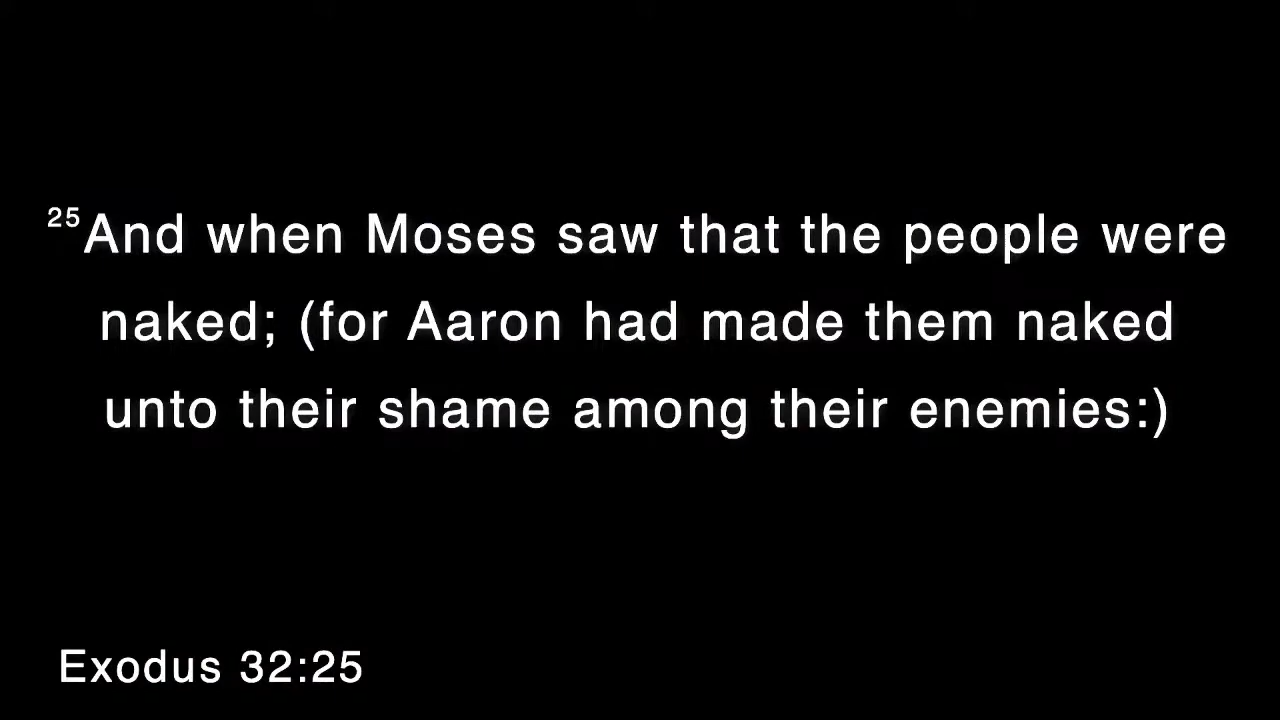 25And when Moses saw that the people were
naked; (for Aaron had made them naked
unto their shame among their enemies:)
Exodus 32:25